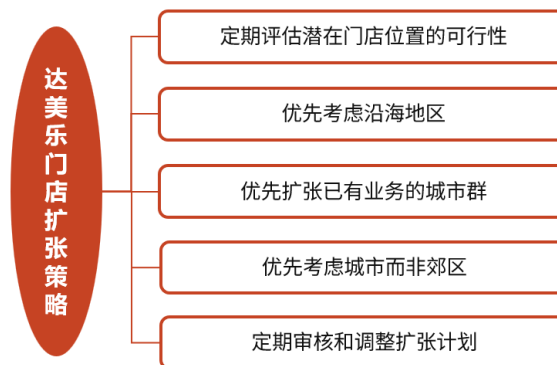 达美乐门店扩张策略
定期评估潜在门店位置的可行性
优先考虑沿海地区
优先扩张已有业务的城市群
优先考虑城市而非郊区
定期审核和调整扩张计划